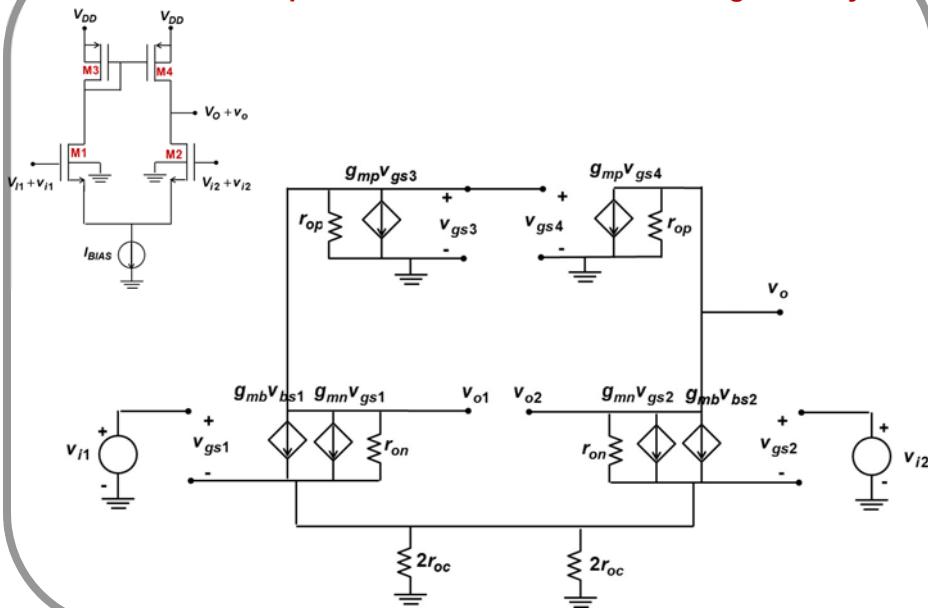 V_DD V_DD
M3 M4
V_O + v_o
M1 M2
V_i1 + v_i1 V_i2 + v_i2
I_BIAS
g_mp v_gs3 g_mp v_gs4
r_op + v_gs3 - + v_gs4 - r_op
v_o
g_mb v_bs1 g_mn v_gs1 v_o1 v_o2 g_mn v_gs2 g_mb v_bs2
v_i1 + - + v_gs1 - r_on r_on + v_gs2 - + - v_i2
2r_oc 2r_oc